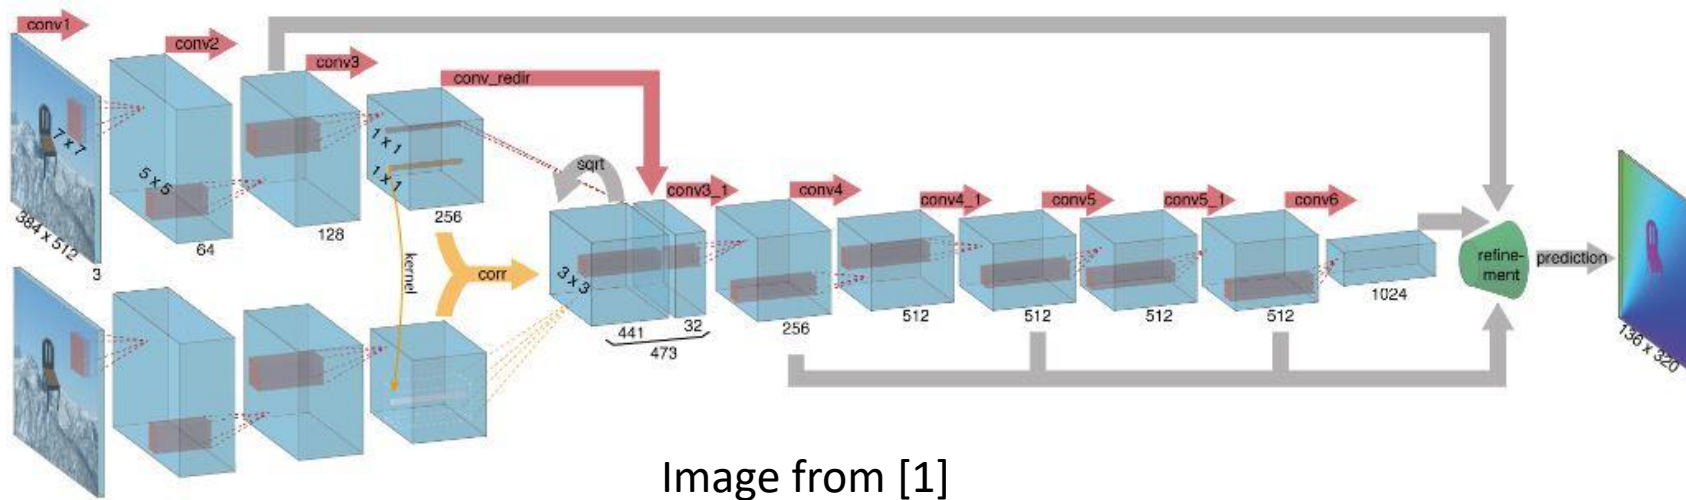 conv1
conv2
conv3
conv_redir
sqrt
conv3_1
conv4
conv4_1
conv5
conv5_1
conv6
7 x 7
5 x 5
1 x 1
1 x 1
3 x 3
384 x 512
3
64
128
256
kernel
corr
441
32
473
256
512
512
512
512
1024
refine-
ment
prediction
136 x 320
Image from [1]